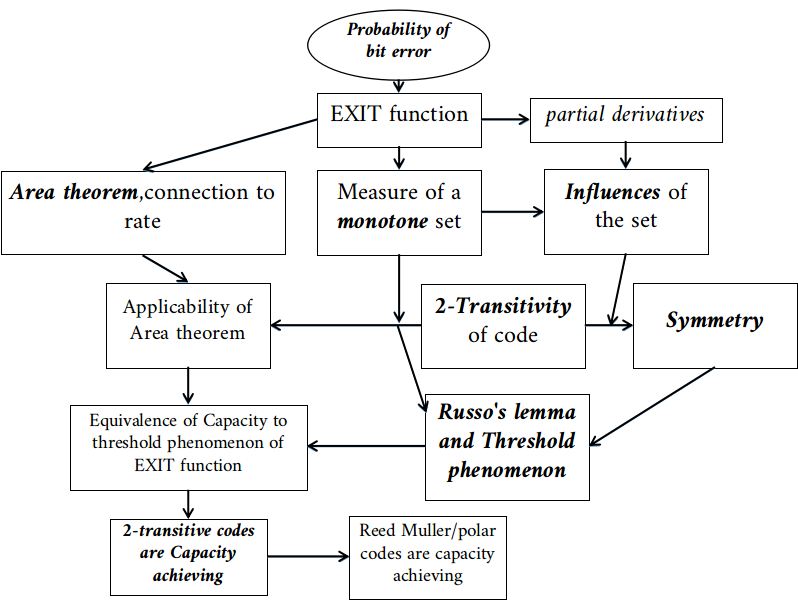 Probability of
bit error
EXIT function
partial derivatives
Area theorem,connection to
rate
Measure of a
monotone set
Influences of
the set
Applicability of
Area theorem
2-Transitivity
of code
Symmetry
Equivalence of Capacity to
threshold phenomenon of
EXIT function
Russo's lemma
and Threshold
phenomenon
2-transitive codes
are Capacity
achieving
Reed Muller/polar
codes are capacity
achieving